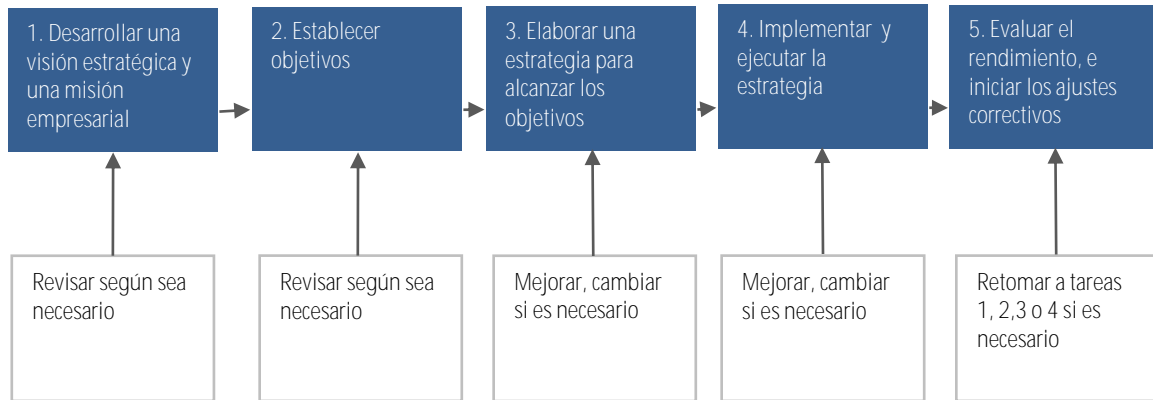 1. Desarrollar una
visión estratégica y
una misión
empresarial
2. Establecer
objetivos
3. Elaborar una
estrategia para
alcanzar los
objetivos
4. Implementar y
ejecutar la
estrategia
5. Evaluar el
rendimiento, e
iniciar los ajustes
correctivos
Revisar según sea
necesario
Revisar según sea
necesario
Mejorar, cambiar
si es necesario
Mejorar, cambiar
si es necesario
Retomar a tareas
1, 2,3 o 4 si es
necesario